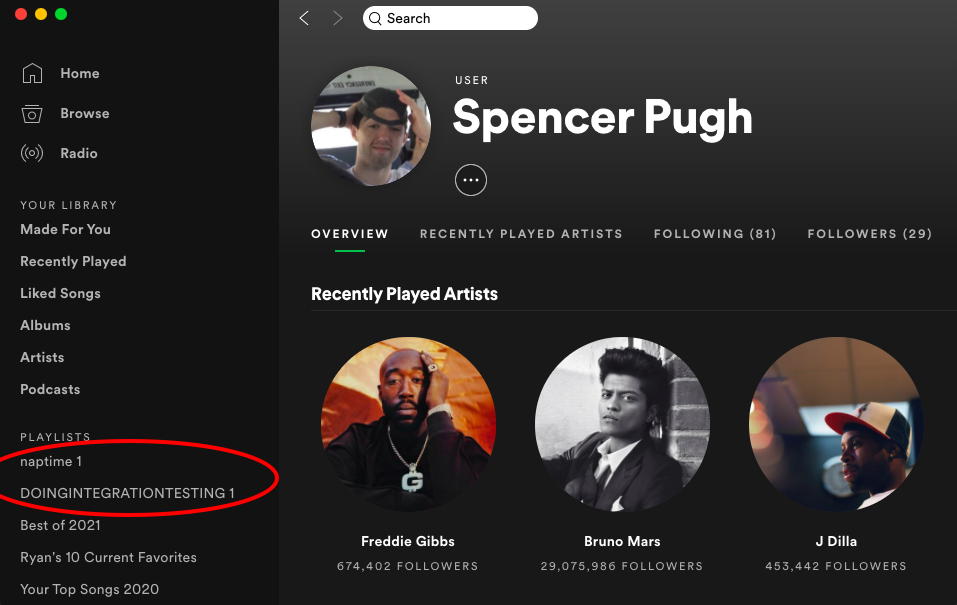 Search
Home
Browse
Radio
YOUR LIBRARY
Made For You
Recently Played
Liked Songs
Albums
Artists
Podcasts
PLAYLISTS
naptime 1
DOINGINTEGRATIONTESTING 1
Best of 2021
Ryan's 10 Current Favorites
Your Top Songs 2020
USER
Spencer Pugh
OVERVIEW RECENTLY PLAYED ARTISTS FOLLOWING (81) FOLLOWERS (29)
Recently Played Artists
Freddie Gibbs Bruno Mars J Dilla
674,402 FOLLOWERS 29,075,986 FOLLOWERS 453,442 FOLLOWERS